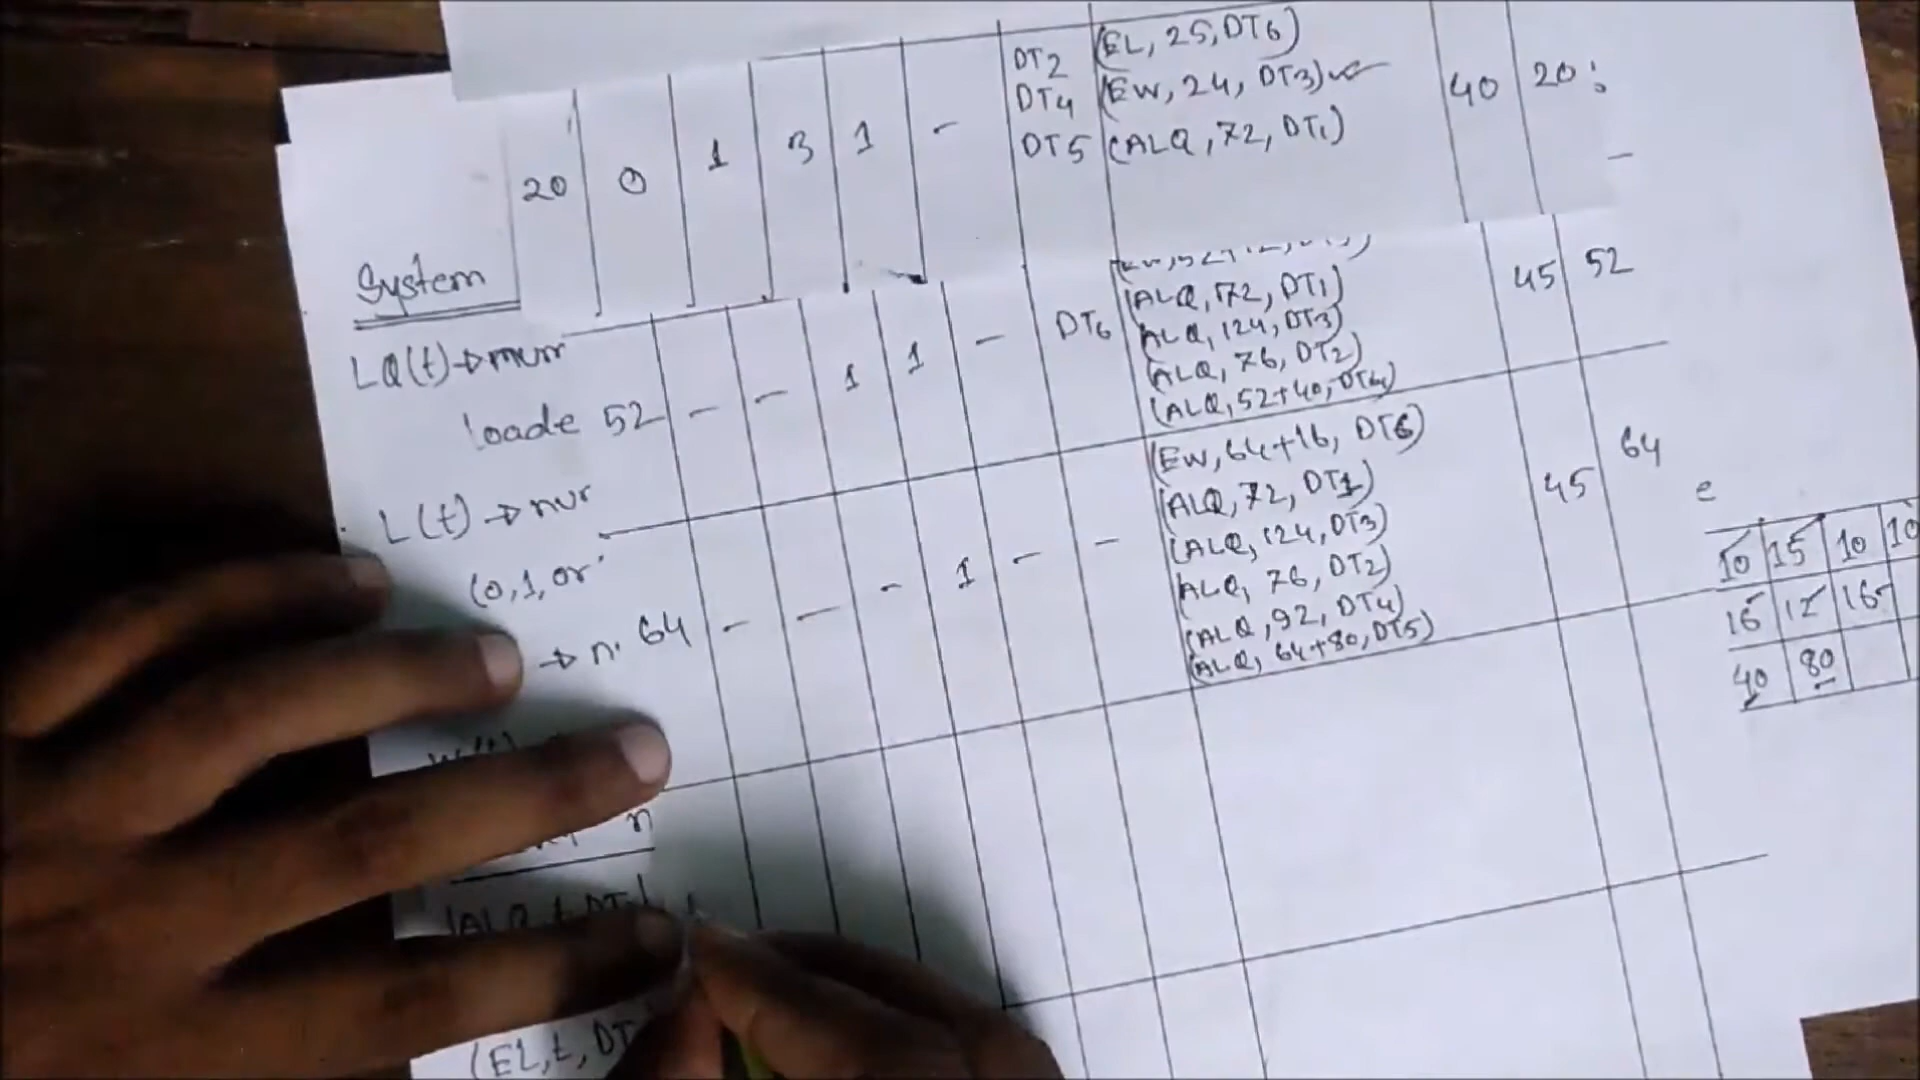 DT2 (EL, 25, DT6)
DT4 (EW, 24, DT3)
DT5 (ALQ, 72, DT1)
20 0 1 3 1 - 40 20
System
(ALQ, 72, DT1)
(ALQ, 124, DT3)
(ALQ, 76, DT2)
(ALQ, 52+40, DT4)
LQ(t)→
loade 52 - - 1 1 - DT6 45 52
L(t)→
(0,1,or
→ n. 64 - - - 1 - - 45 64
(EW, 64+16, DT6)
(ALQ, 72, DT1)
(ALQ, 124, DT3)
(ALQ, 76, DT2)
(ALQ, 92, DT4)
(ALQ, 64+80, DT5)
e
10 15 10 10
16 12 16
40 80
n
(ALQ, t, DT
(EL, t, DT